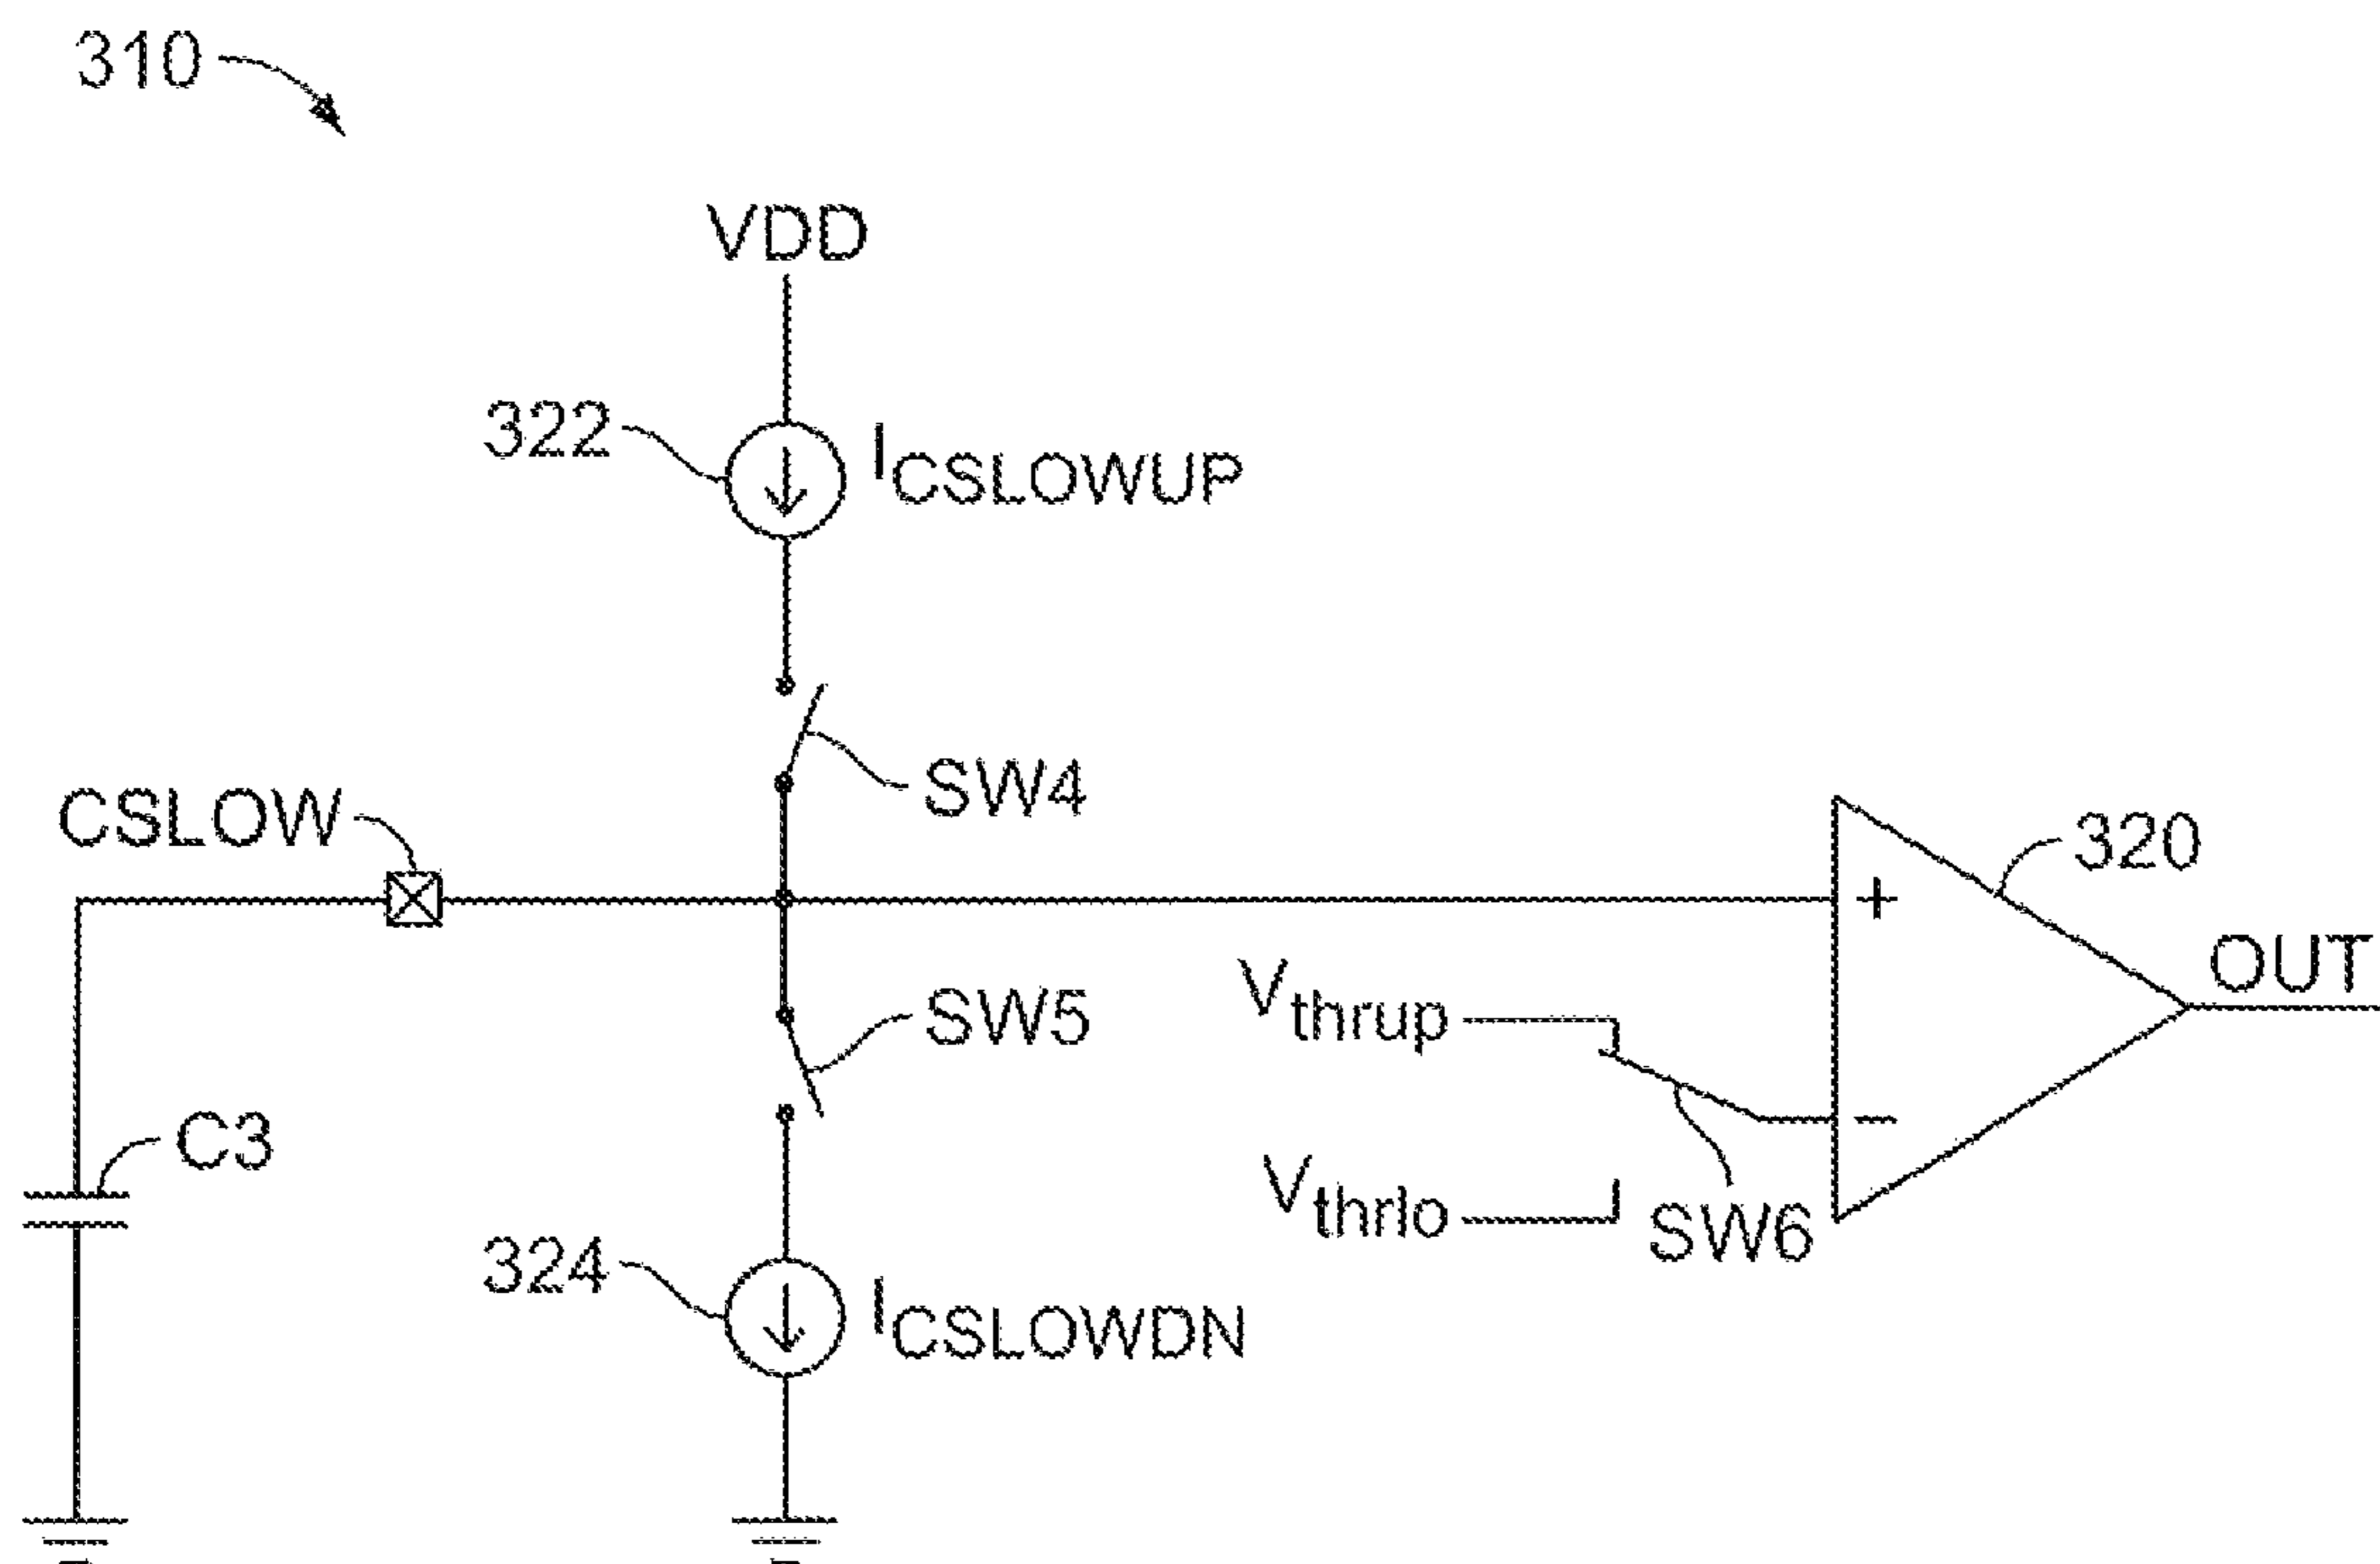 310
VDD
322
ICSLOWUP
SW4
CSLOW
320
+
OUT
Vthrup
SW5
C3
−
Vthrlo
SW6
324
ICSLOWDN